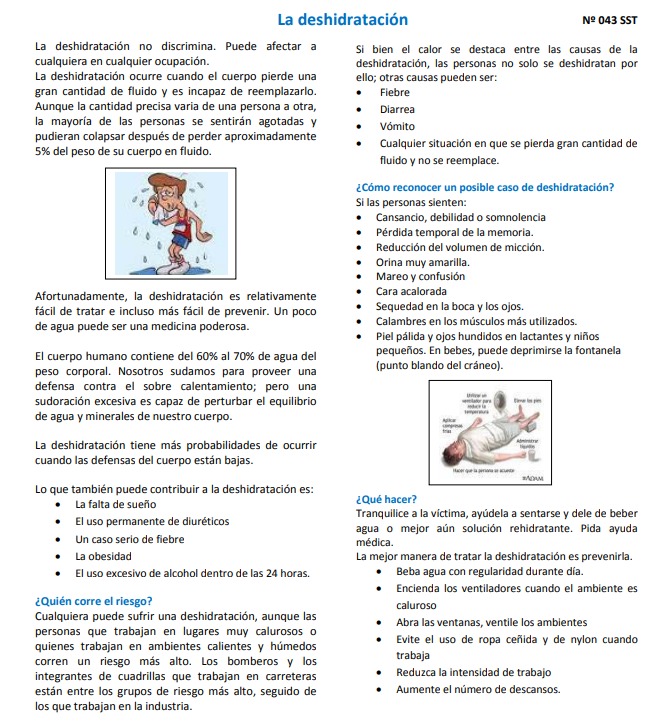 La deshidratación
Nº 043 SST
La deshidratación no discrimina. Puede afectar a
cualquiera en cualquier ocupación.
La deshidratación ocurre cuando el cuerpo pierde una
gran cantidad de fluido y es incapaz de reemplazarlo.
Aunque la cantidad precisa varia de una persona a otra,
la mayoría de las personas se sentirán agotadas y
pudieran colapsar después de perder aproximadamente
5% del peso de su cuerpo en fluido.
Afortunadamente, la deshidratación es relativamente
fácil de tratar e incluso más fácil de prevenir. Un poco
de agua puede ser una medicina poderosa.
El cuerpo humano contiene del 60% al 70% de agua del
peso corporal. Nosotros sudamos para proveer una
defensa contra el sobre calentamiento; pero una
sudoración excesiva es capaz de perturbar el equilibrio
de agua y minerales de nuestro cuerpo.
La deshidratación tiene más probabilidades de ocurrir
cuando las defensas del cuerpo están bajas.
Lo que también puede contribuir a la deshidratación es:
• La falta de sueño
• El uso permanente de diuréticos
• Un caso serio de fiebre
• La obesidad
• El uso excesivo de alcohol dentro de las 24 horas.
¿Quién corre el riesgo?
Cualquiera puede sufrir una deshidratación, aunque las
personas que trabajan en lugares muy calurosos o
quienes trabajan en ambientes calientes y húmedos
corren un riesgo más alto. Los bomberos y los
integrantes de cuadrillas que trabajan en carreteras
están entre los grupos de riesgo más alto, seguido de
los que trabajan en la industria.
Si bien el calor se destaca entre las causas de la
deshidratación, las personas no solo se deshidratan por
ello; otras causas pueden ser:
• Fiebre
• Diarrea
• Vómito
• Cualquier situación en que se pierda gran cantidad de
fluido y no se reemplace.
¿Cómo reconocer un posible caso de deshidratación?
Si las personas sienten:
• Cansancio, debilidad o somnolencia
• Pérdida temporal de la memoria.
• Reducción del volumen de micción.
• Orina muy amarilla.
• Mareo y confusión
• Cara acalorada
• Sequedad en la boca y los ojos.
• Calambres en los músculos más utilizados.
• Piel pálida y ojos hundidos en lactantes y niños
pequeños. En bebes, puede deprimirse la fontanela
(punto blando del cráneo).
Utilizar un
ventilador para
reducir la
temperatura
Elevar los pies
Aplicar
compresas
frías
Administrar
líquidos
Hacer que la persona se acueste
ADAM
¿Qué hacer?
Tranquilice a la víctima, ayúdela a sentarse y dele de beber
agua o mejor aún solución rehidratante. Pida ayuda
médica.
La mejor manera de tratar la deshidratación es prevenirla.
• Beba agua con regularidad durante día.
• Encienda los ventiladores cuando el ambiente es
caluroso
• Abra las ventanas, ventile los ambientes
• Evite el uso de ropa ceñida y de nylon cuando
trabaja
• Reduzca la intensidad de trabajo
• Aumente el número de descansos.